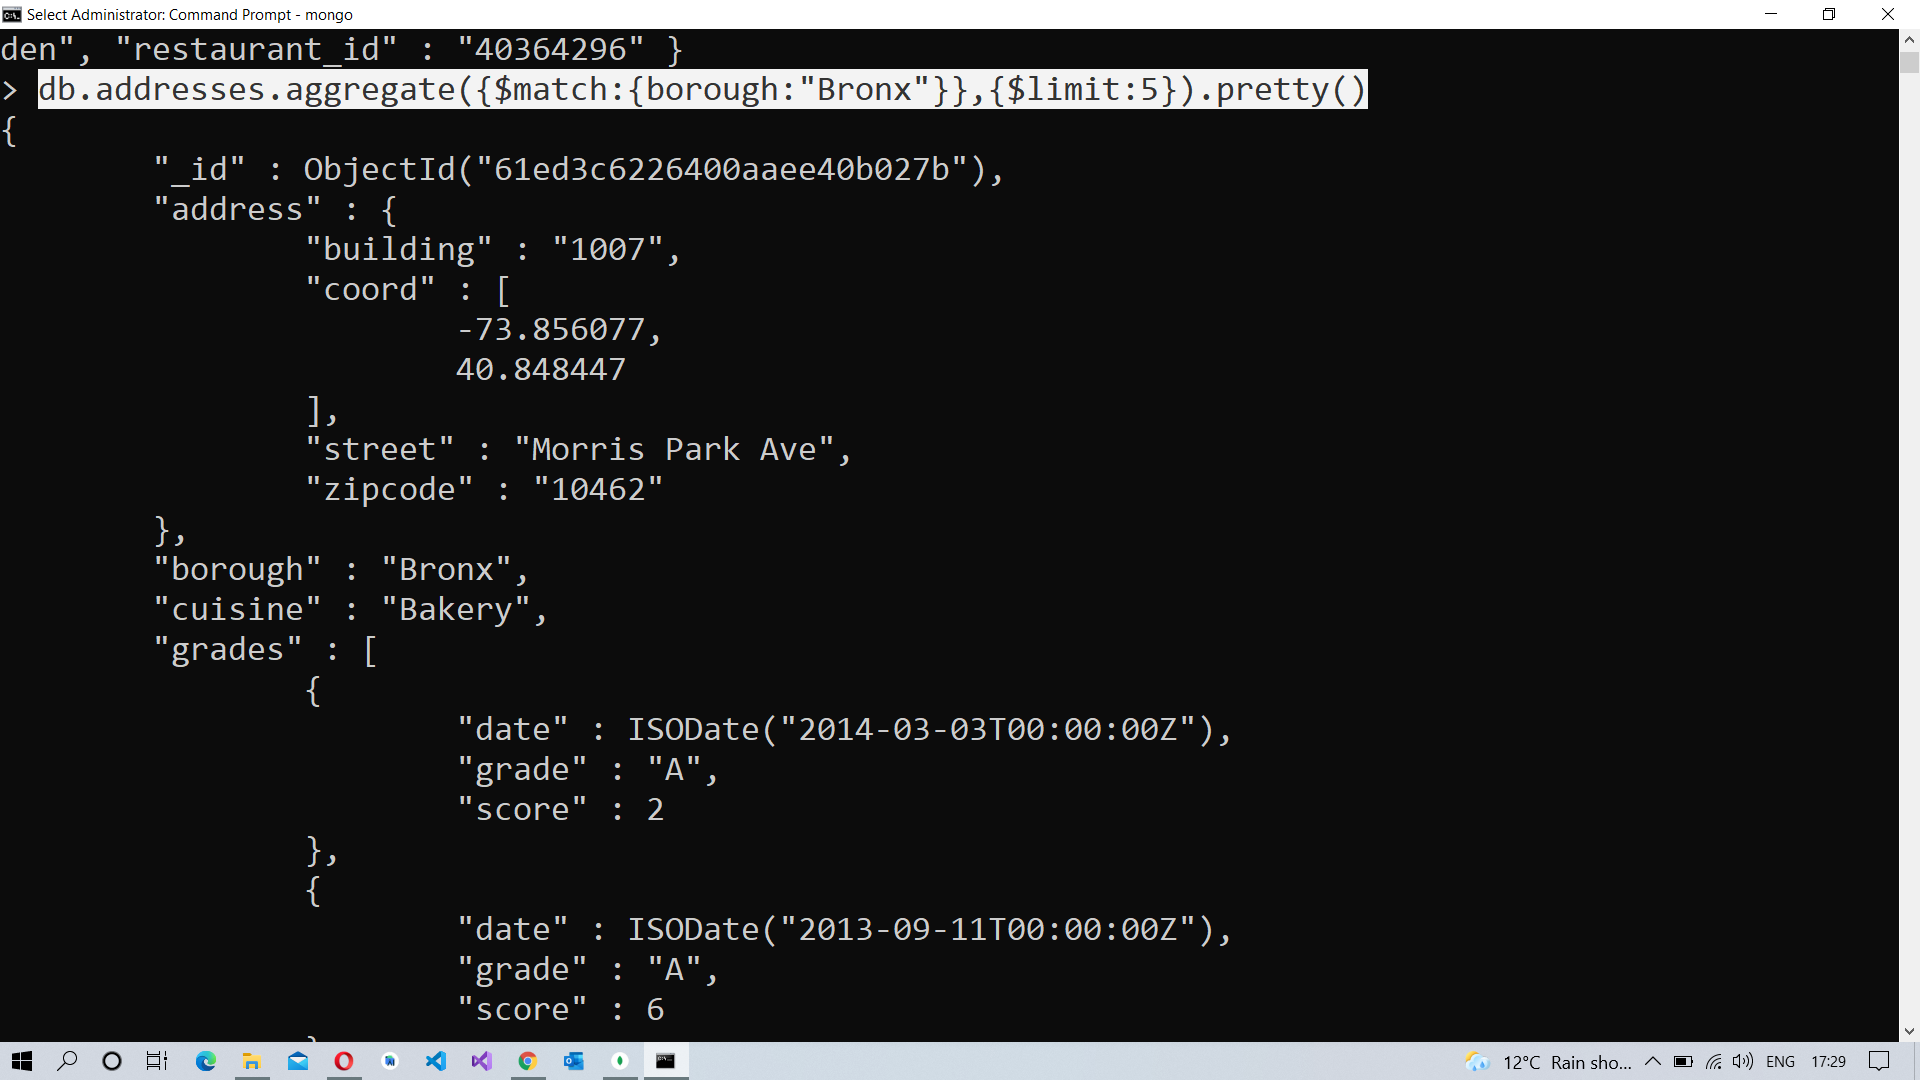 Select Administrator: Command Prompt - mongo
den", "restaurant_id" : "40364296" }
> db.addresses.aggregate({$match:{borough:"Bronx"}},{$limit:5}).pretty()
{
"_id" : ObjectId("61ed3c6226400aaee40b027b"),
"address" : {
"building" : "1007",
"coord" : [
-73.856077,
40.848447
],
"street" : "Morris Park Ave",
"zipcode" : "10462"
},
"borough" : "Bronx",
"cuisine" : "Bakery",
"grades" : [
{
"date" : ISODate("2014-03-03T00:00:00Z"),
"grade" : "A",
"score" : 2
},
{
"date" : ISODate("2013-09-11T00:00:00Z"),
"grade" : "A",
"score" : 6
12°C Rain sho... ENG 17:29